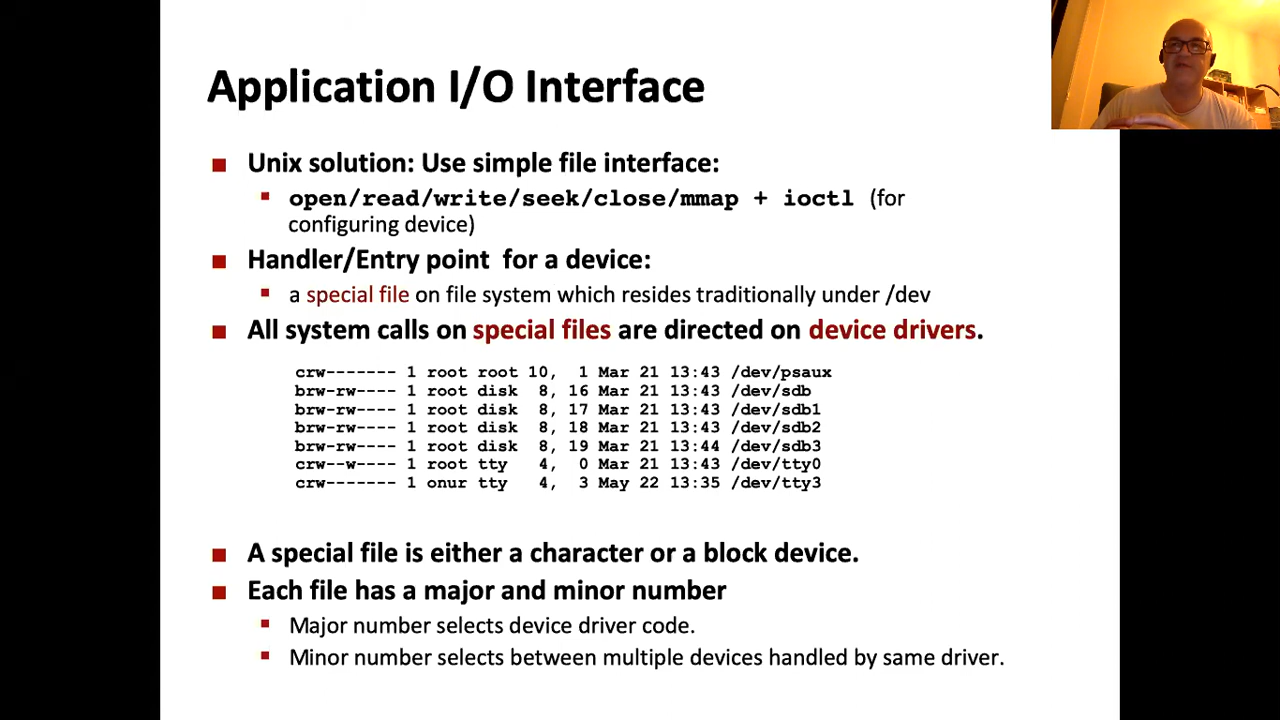 Application I/O Interface
Unix solution: Use simple file interface:
open/read/write/seek/close/mmap + ioctl (for
configuring device)
Handler/Entry point for a device:
a special file on file system which resides traditionally under /dev
All system calls on special files are directed on device drivers.
crw------- 1 root root 10, 1 Mar 21 13:43 /dev/psaux
brw-rw---- 1 root disk 8, 16 Mar 21 13:43 /dev/sdb
brw-rw---- 1 root disk 8, 17 Mar 21 13:43 /dev/sdb1
brw-rw---- 1 root disk 8, 18 Mar 21 13:43 /dev/sdb2
brw-rw---- 1 root disk 8, 19 Mar 21 13:44 /dev/sdb3
crw--w---- 1 root tty 4, 0 Mar 21 13:43 /dev/tty0
crw------- 1 onur tty 4, 3 May 22 13:35 /dev/tty3
A special file is either a character or a block device.
Each file has a major and minor number
Major number selects device driver code.
Minor number selects between multiple devices handled by same driver.